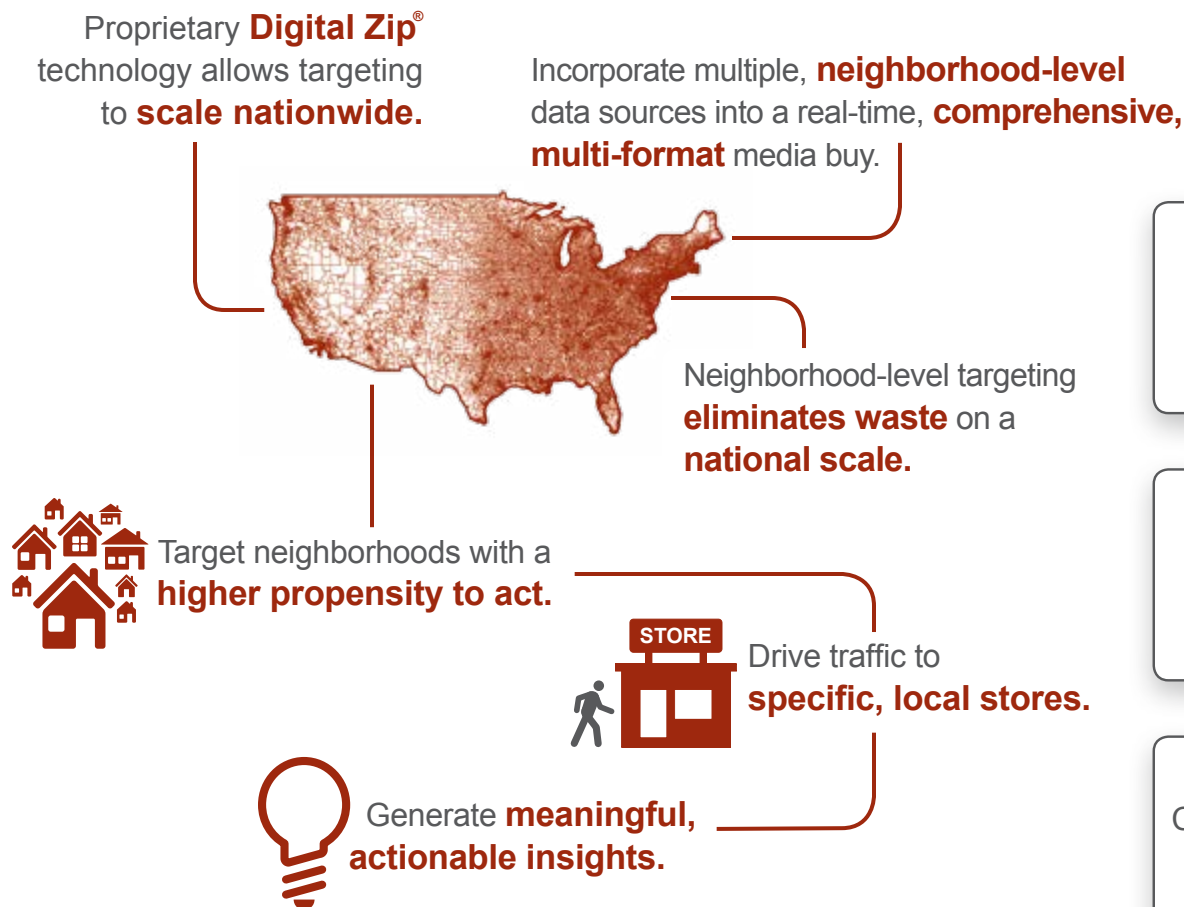 Proprietary Digital Zip®
technology allows targeting
to scale nationwide.
Incorporate multiple, neighborhood-level
data sources into a real-time, comprehensive,
multi-format media buy.
Neighborhood-level targeting
eliminates waste on a
national scale.
Target neighborhoods with a
higher propensity to act.
STORE
Drive traffic to
specific, local stores.
Generate meaningful,
actionable insights.